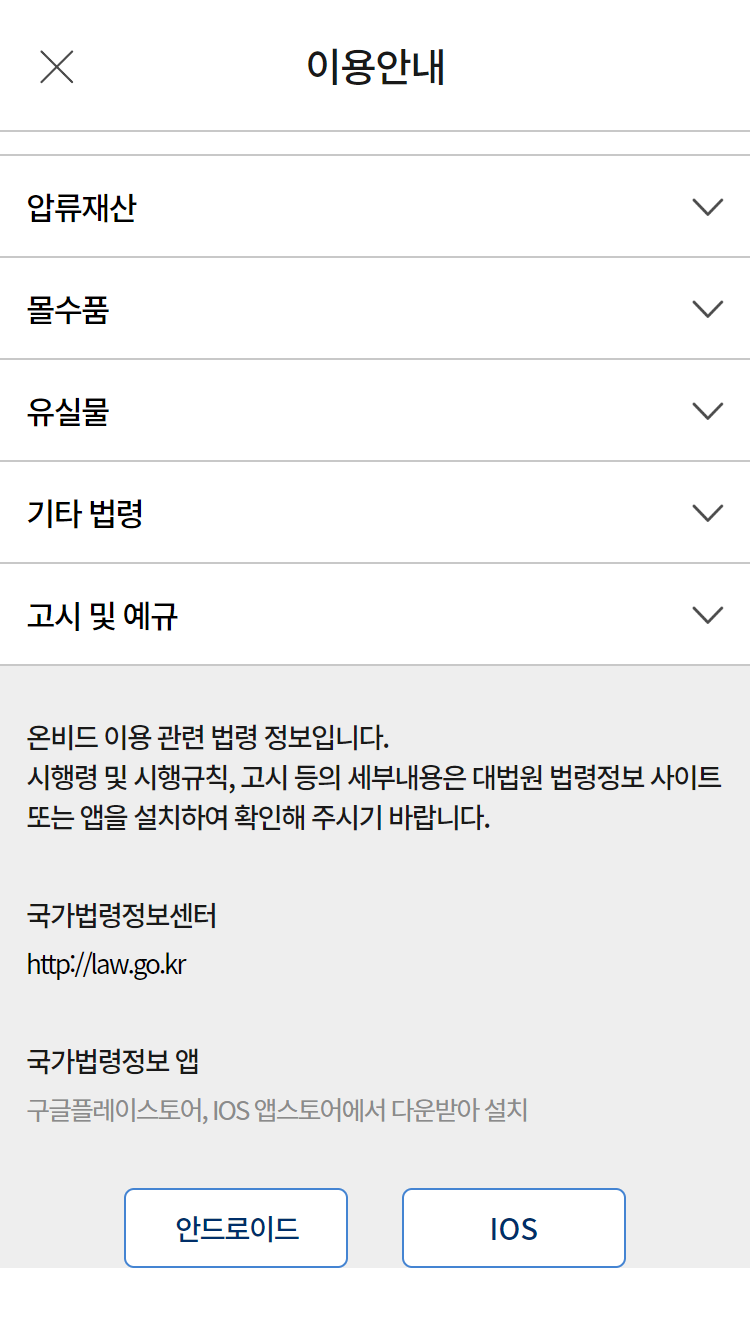 이용안내
압류재산
몰수품
유실물
기타 법령
고시 및 예규
온비드 이용 관련 법령 정보입니다.
시행령 및 시행규칙, 고시 등의 세부내용은 대법원 법령정보 사이트
또는 앱을 설치하여 확인해 주시기 바랍니다.
국가법령정보센터
http://law.go.kr
국가법령정보 앱
구글플레이스토어, IOS 앱스토어에서 다운받아 설치
안드로이드
IOS